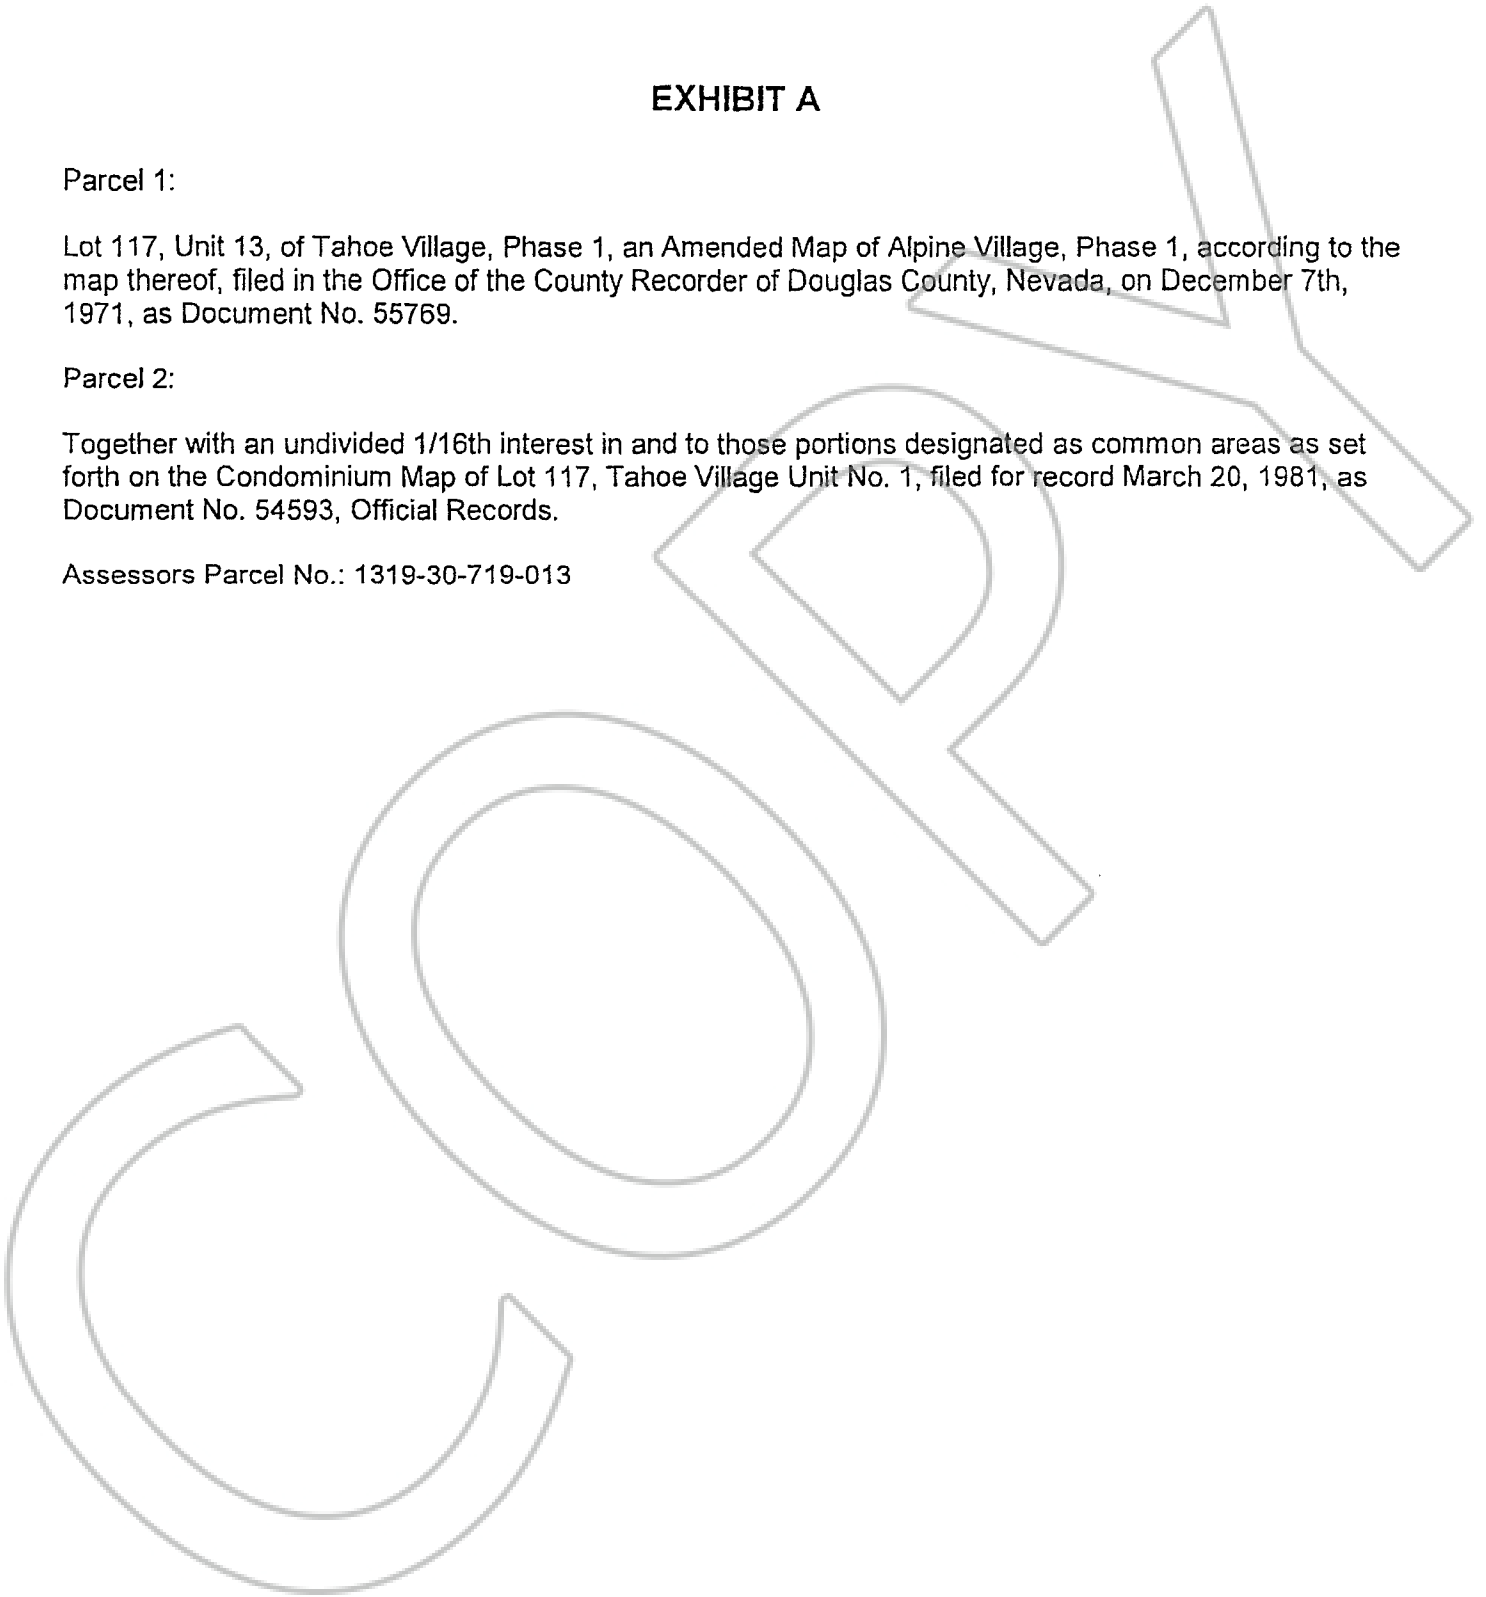 EXHIBIT A
Parcel 1:
Lot 117, Unit 13, of Tahoe Village, Phase 1, an Amended Map of Alpine Village, Phase 1, according to the
map thereof, filed in the Office of the County Recorder of Douglas County, Nevada, on December 7th,
1971, as Document No. 55769.
Parcel 2:
Together with an undivided 1/16th interest in and to those portions designated as common areas as set
forth on the Condominium Map of Lot 117, Tahoe Village Unit No. 1, filed for record March 20, 1981, as
Document No. 54593, Official Records.
Assessors Parcel No.: 1319-30-719-013
COPY